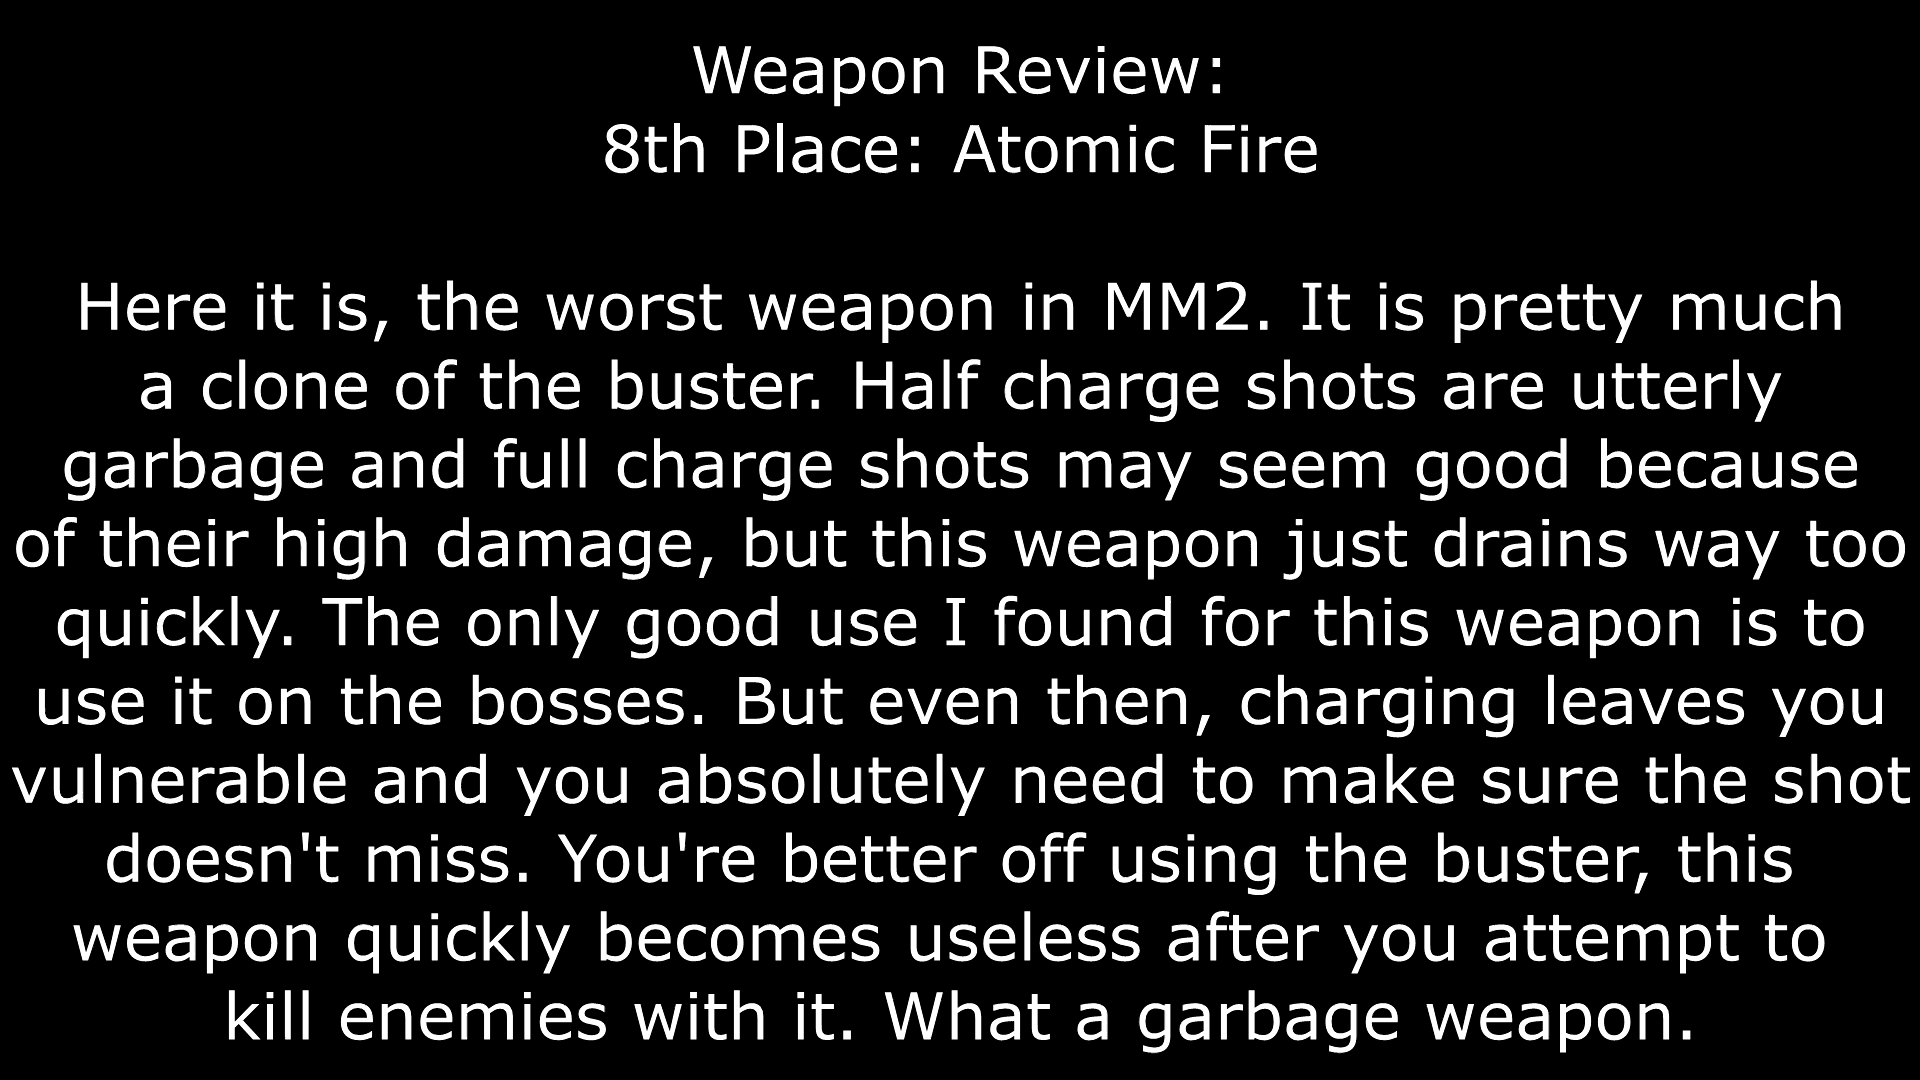 Weapon Review:
8th Place: Atomic Fire
Here it is, the worst weapon in MM2. It is pretty much
a clone of the buster. Half charge shots are utterly
garbage and full charge shots may seem good because
of their high damage, but this weapon just drains way too
quickly. The only good use I found for this weapon is to
use it on the bosses. But even then, charging leaves you
vulnerable and you absolutely need to make sure the shot
doesn't miss. You're better off using the buster, this
weapon quickly becomes useless after you attempt to
kill enemies with it. What a garbage weapon.